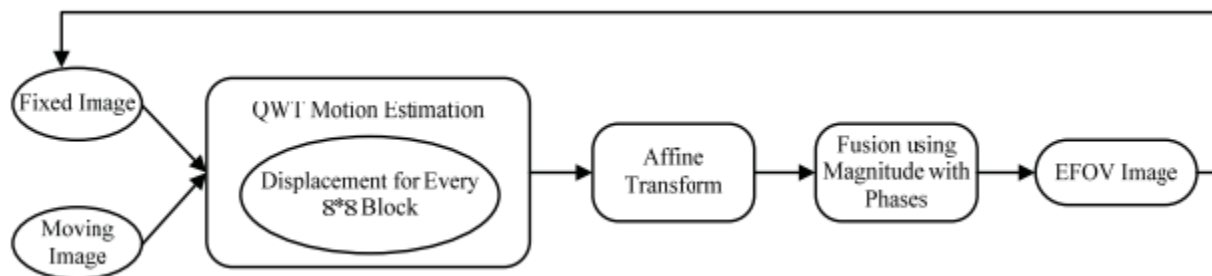 Fixed Image
Moving
Image
QWT Motion Estimation
Displacement for Every
8*8 Block
Affine
Transform
Fusion using
Magnitude with
Phases
EFOV Image